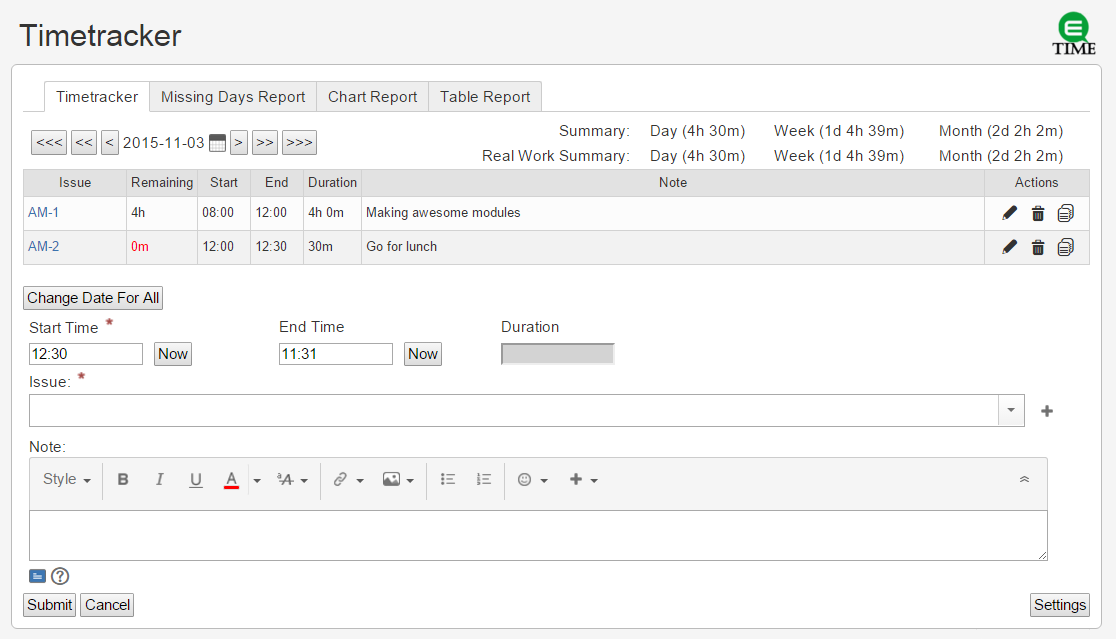 Timetracker
TIME
Timetracker Missing Days Report Chart Report Table Report
<<< << < 2015-11-03 > >> >>>
Summary: Day (4h 30m) Week (1d 4h 39m) Month (2d 2h 2m)
Real Work Summary: Day (4h 30m) Week (1d 4h 39m) Month (2d 2h 2m)
Issue Remaining Start End Duration Note Actions
AM-1 4h 08:00 12:00 4h 0m Making awesome modules
AM-2 0m 12:00 12:30 30m Go for lunch
Change Date For All
Start Time * End Time Duration
12:30 Now 11:31 Now
Issue: *
Note:
Style B I U A ªA
Submit Cancel Settings